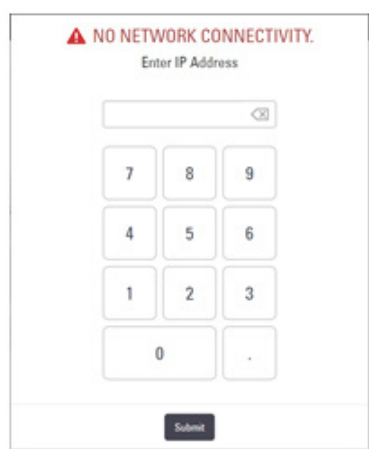 NO NETWORK CONNECTIVITY.
Enter IP Address
7 8 9
4 5 6
1 2 3
0 .
Submit